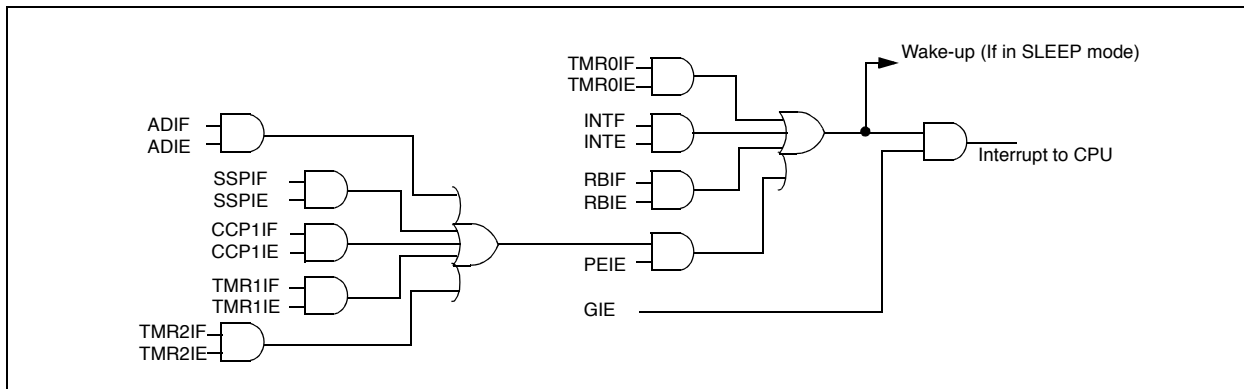 Wake-up (If in SLEEP mode)
TMR0IF
TMR0IE
ADIF
ADIE
INTF
INTE
Interrupt to CPU
SSPIF
SSPIE
RBIF
RBIE
CCP1IF
CCP1IE
PEIE
TMR1IF
TMR1IE
GIE
TMR2IF
TMR2IE